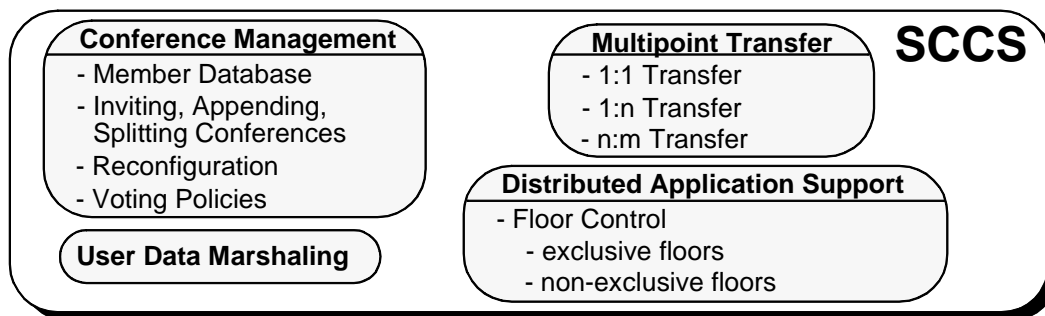 SCCS
Conference Management
- Member Database
- Inviting, Appending,
Splitting Conferences
- Reconfiguration
- Voting Policies
User Data Marshaling
Multipoint Transfer
- 1:1 Transfer
- 1:n Transfer
- n:m Transfer
Distributed Application Support
- Floor Control
- exclusive floors
- non-exclusive floors